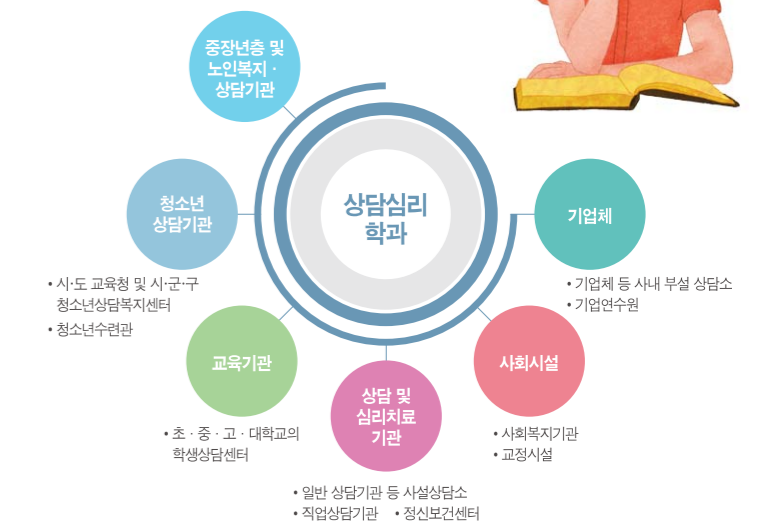 중장년층 및
노인복지 ·
상담기관
청소년
상담기관
• 시·도 교육청 및 시·군·구
청소년상담복지센터
• 청소년수련관
교육기관
• 초 · 중 · 고 · 대학교의
학생상담센터
상담심리
학과
상담 및
심리치료
기관
• 일반 상담기관 등 사설상담소
• 직업상담기관 • 정신보건센터
사회시설
• 사회복지기관
• 교정시설
기업체
• 기업체 등 사내 부설 상담소
• 기업연수원